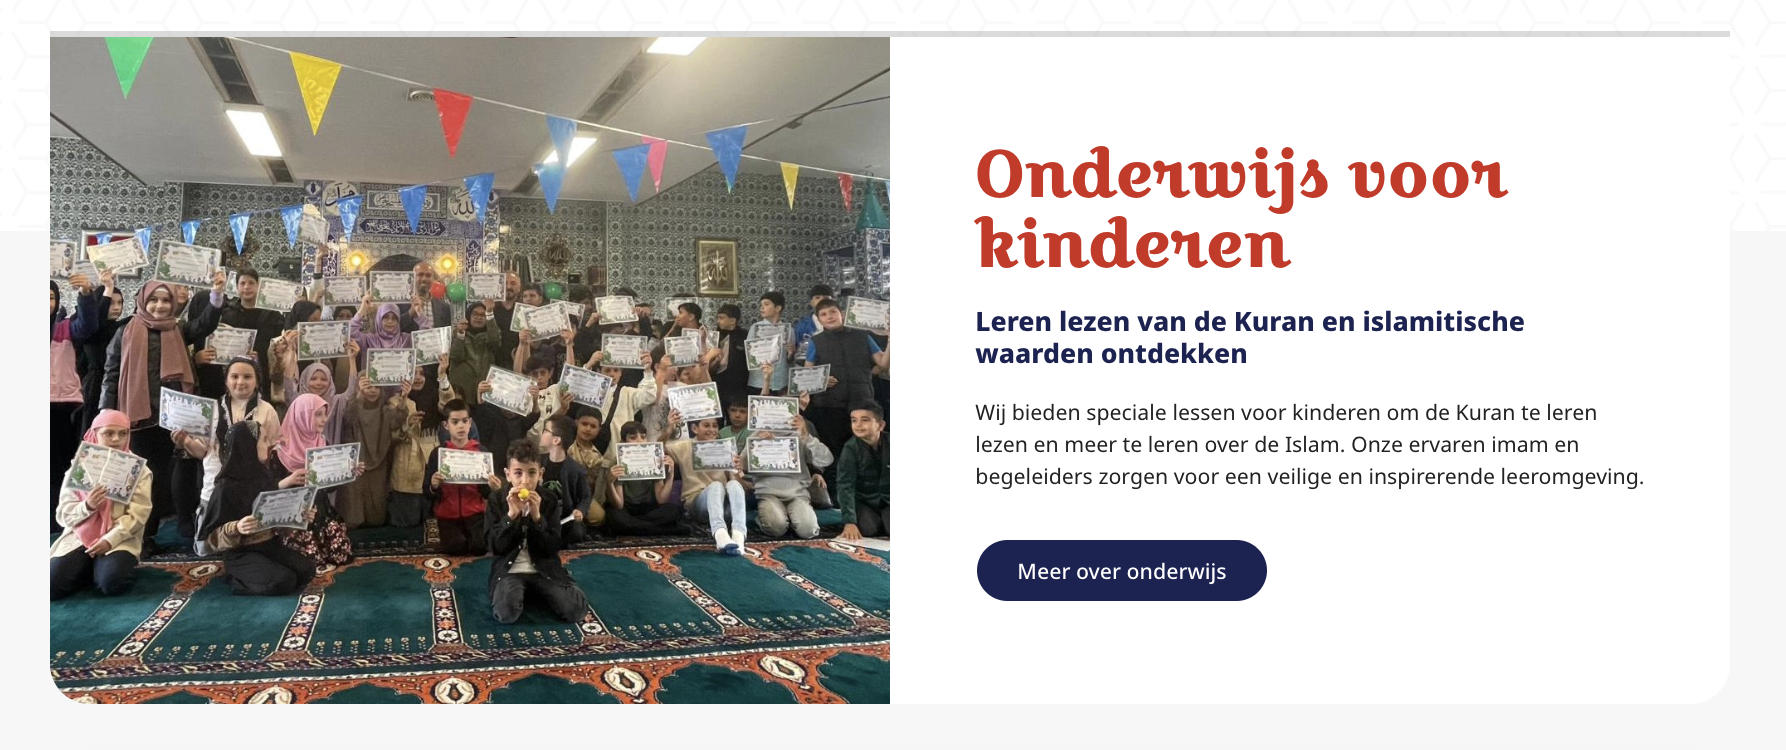 Onderwijs voor
kinderen
Leren lezen van de Kuran en islamitische
waarden ontdekken
Wij bieden speciale lessen voor kinderen om de Kuran te leren
lezen en meer te leren over de Islam. Onze ervaren imam en
begeleiders zorgen voor een veilige en inspirerende leeromgeving.
Meer over onderwijs